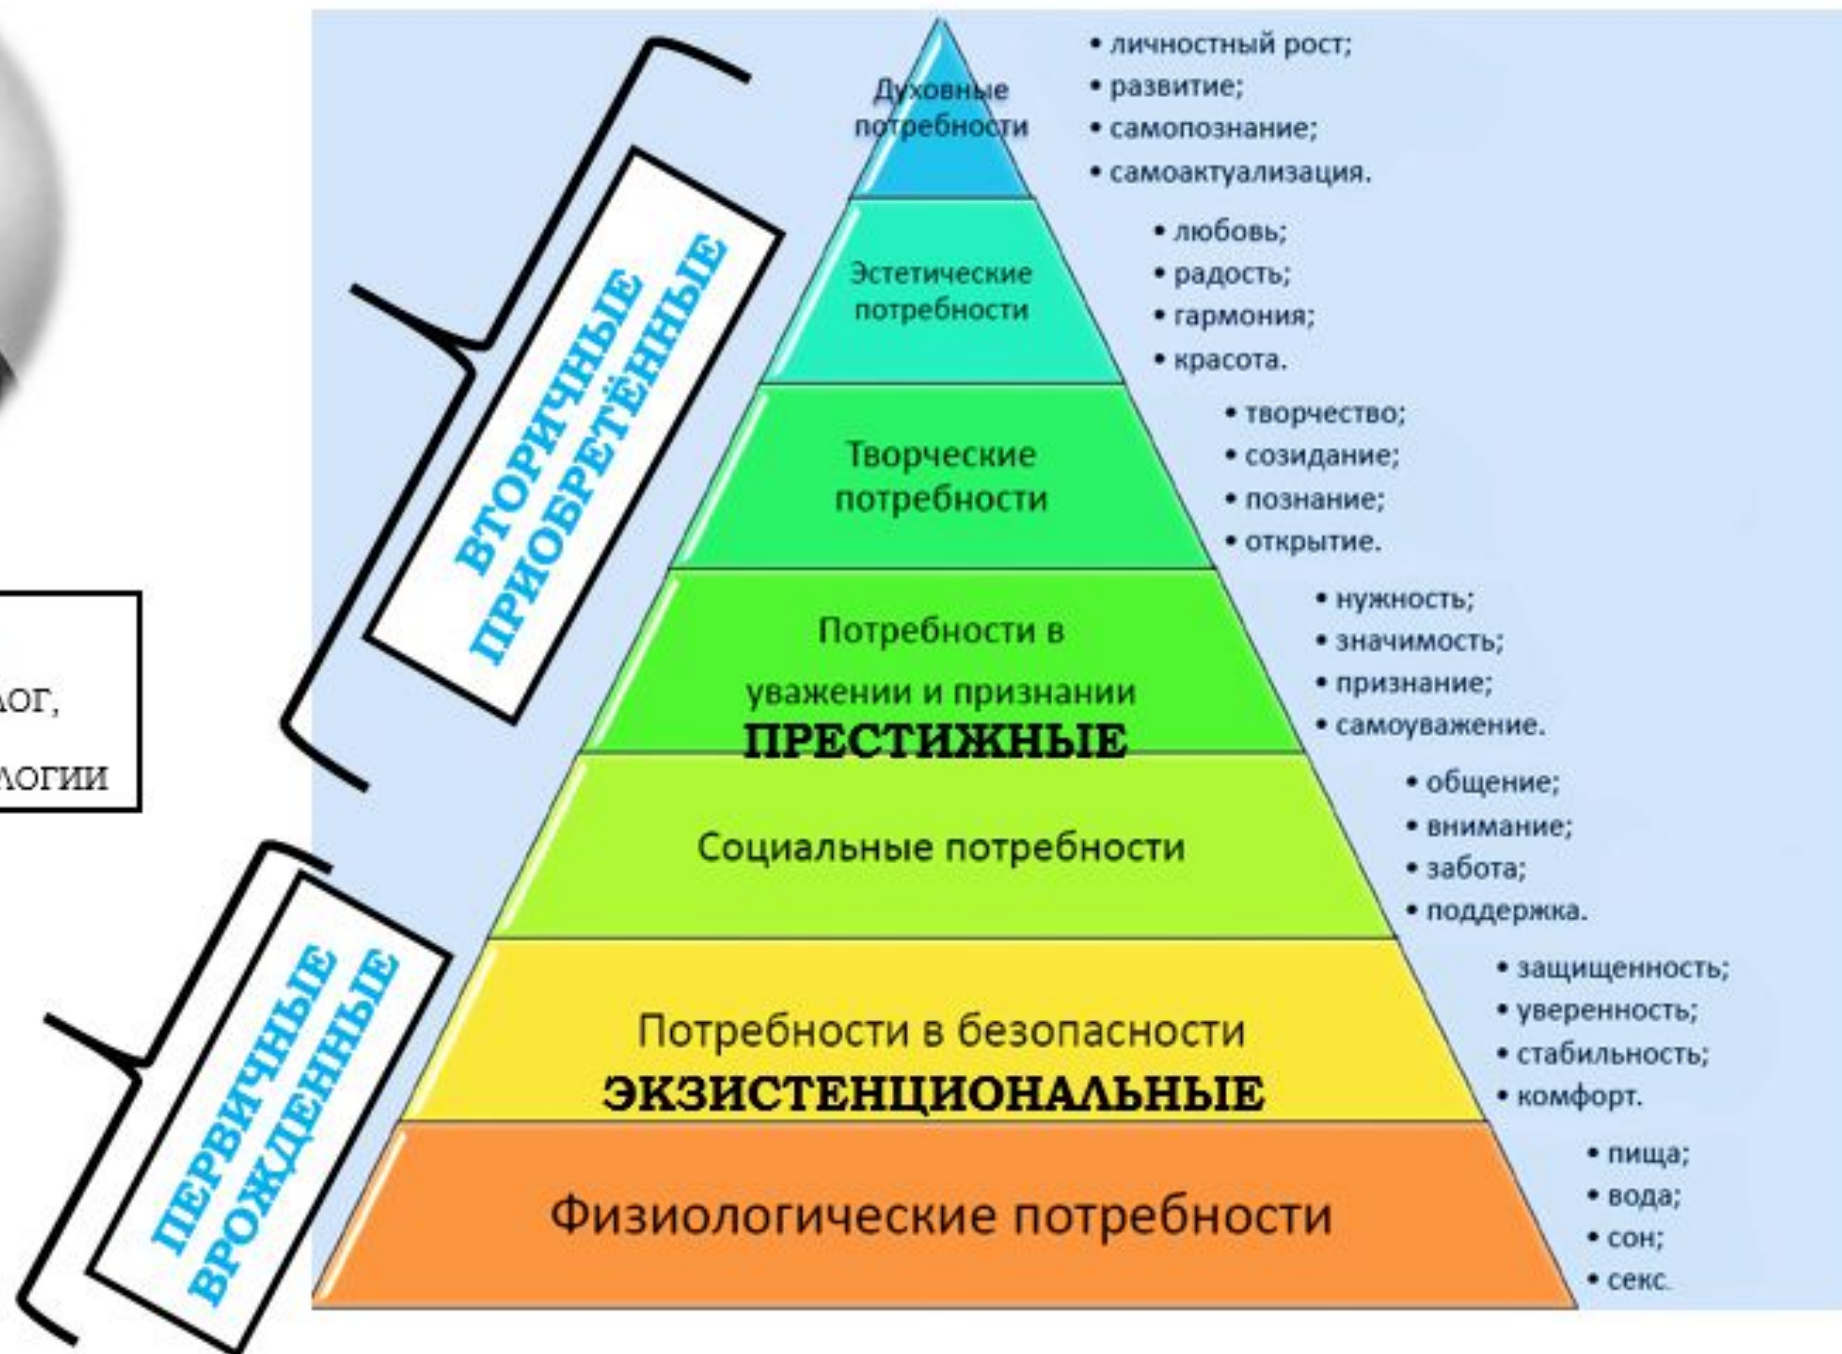 Духовные
потребности
• личностный рост;
• развитие;
• самопознание;
• самоактуализация.
Эстетические
потребности
• любовь;
• радость;
• гармония;
• красота.
Творческие
потребности
• творчество;
• созидание;
• познание;
• открытие.
Потребности в
уважении и признании
ПРЕСТИЖНЫЕ
• нужность;
• значимость;
• признание;
• самоуважение.
Социальные потребности
• общение;
• внимание;
• забота;
• поддержка.
Потребности в безопасности
ЭКЗИСТЕНЦИОНАЛЬНЫЕ
• защищенность;
• уверенность;
• стабильность;
• комфорт.
Физиологические потребности
• пища;
• вода;
• сон;
• секс.
ВТОРИЧНЫЕ
ПРИОБРЕТЁННЫЕ
ПЕРВИЧНЫЕ
ВРОЖДЕННЫЕ